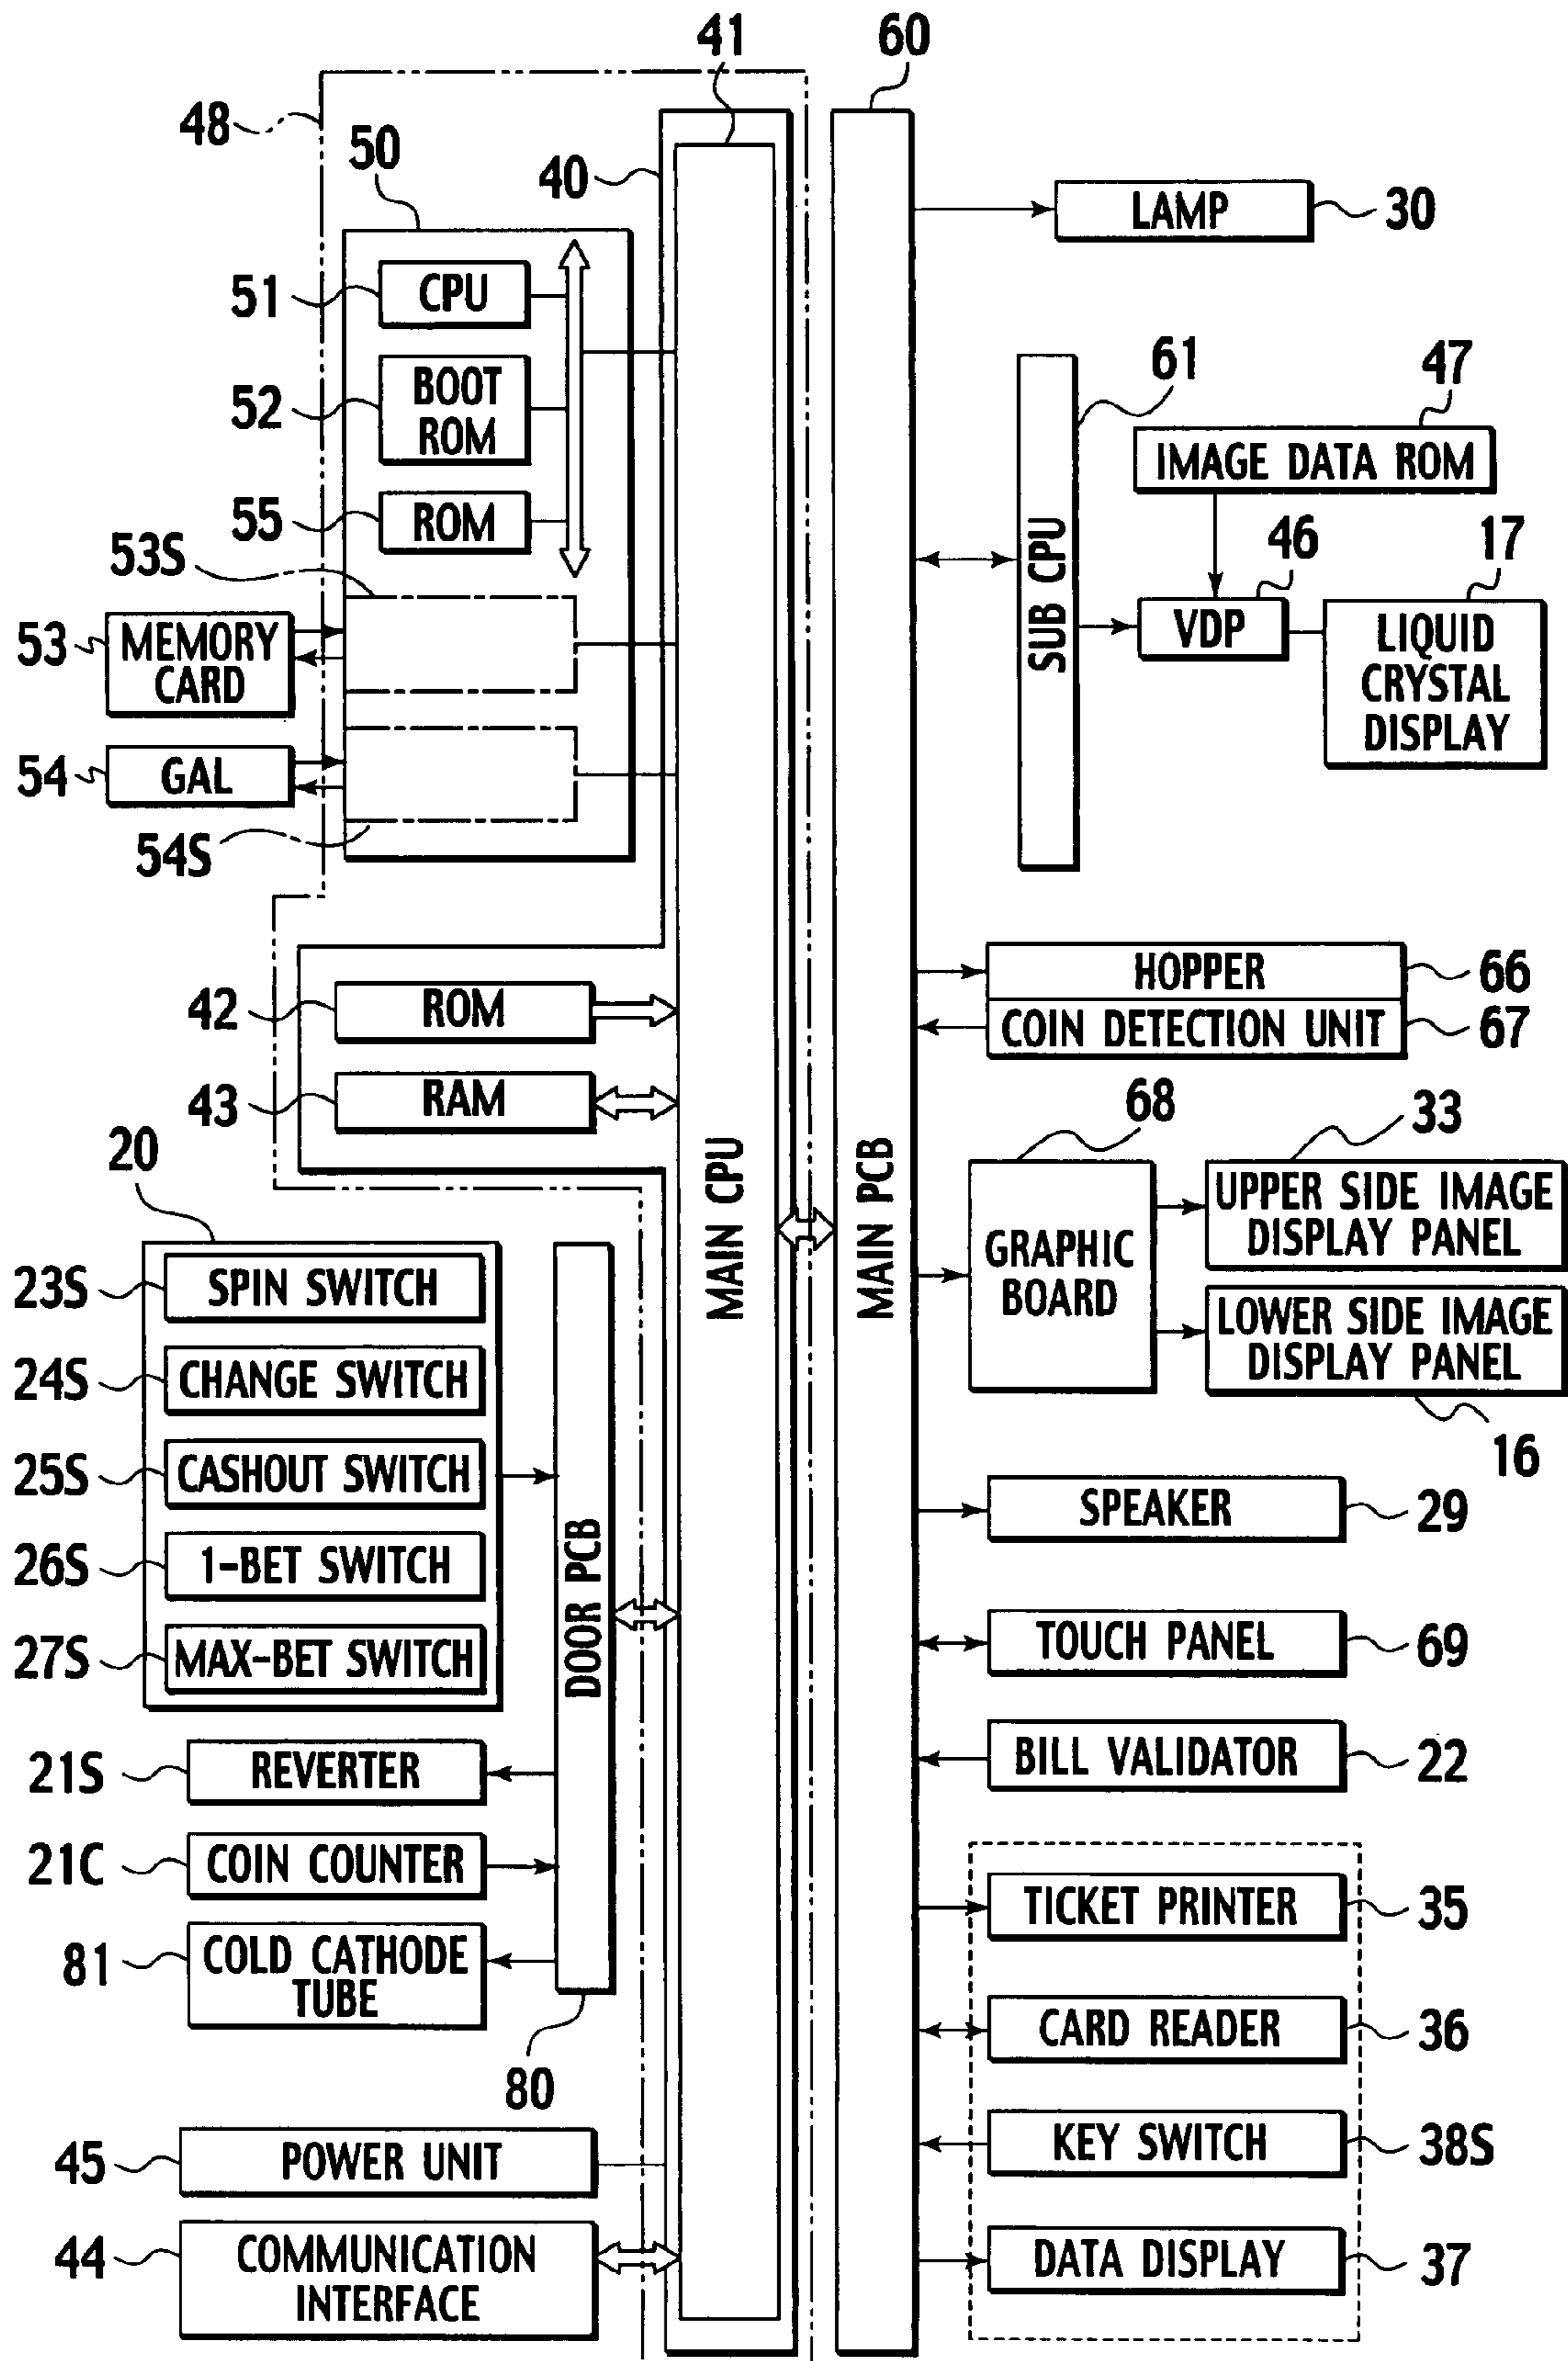 41
60
48
50
40
LAMP
30
51
CPU
61
47
52
BOOT
ROM
IMAGE DATA ROM
55
ROM
53S
46
17
SUB CPU
53
MEMORY
CARD
VDP
LIQUID
CRYSTAL
DISPLAY
54
GAL
54S
HOPPER
66
42
ROM
COIN DETECTION UNIT
67
43
RAM
68
33
20
MAIN CPU
MAIN PCB
UPPER SIDE IMAGE
DISPLAY PANEL
GRAPHIC
BOARD
23S
SPIN SWITCH
LOWER SIDE IMAGE
DISPLAY PANEL
24S
CHANGE SWITCH
16
25S
CASHOUT SWITCH
SPEAKER
29
26S
1-BET SWITCH
DOOR PCB
27S
MAX-BET SWITCH
TOUCH PANEL
69
21S
REVERTER
BILL VALIDATOR
22
21C
COIN COUNTER
TICKET PRINTER
35
81
COLD CATHODE
TUBE
CARD READER
36
80
KEY SWITCH
38S
45
POWER UNIT
44
COMMUNICATION
INTERFACE
DATA DISPLAY
37